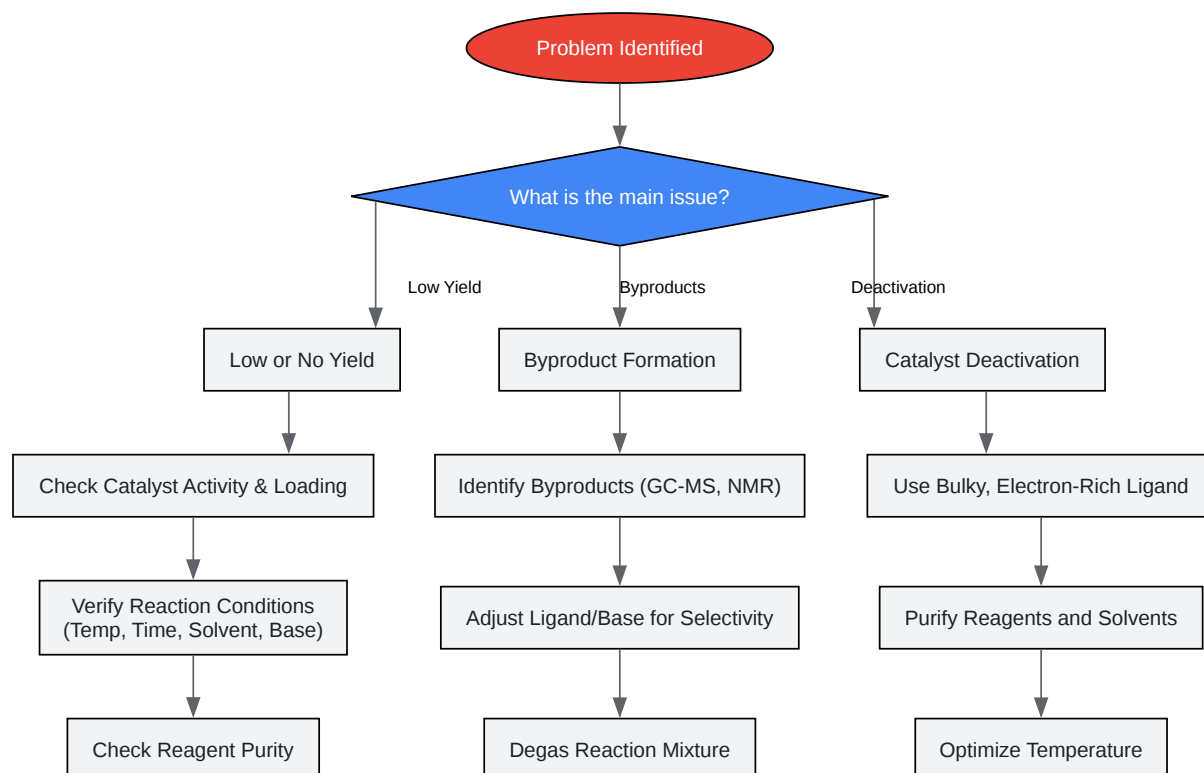 Problem Identified
What is the main issue?
Low Yield
Byproducts
Deactivation
Low or No Yield
Byproduct Formation
Catalyst Deactivation
Check Catalyst Activity & Loading
Identify Byproducts (GC-MS, NMR)
Use Bulky, Electron-Rich Ligand
Verify Reaction Conditions
(Temp, Time, Solvent, Base)
Adjust Ligand/Base for Selectivity
Purify Reagents and Solvents
Check Reagent Purity
Degas Reaction Mixture
Optimize Temperature